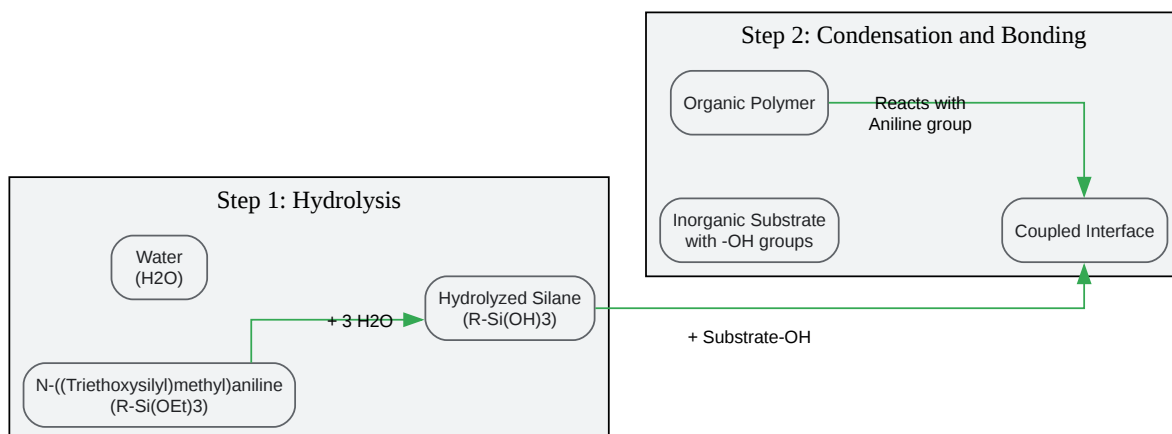 Step 1: Hydrolysis
Water
(H2O)
N-((Triethoxysilyl)methyl)aniline
(R-Si(OEt)3)
+ 3 H2O
Hydrolyzed Silane
(R-Si(OH)3)
Step 2: Condensation and Bonding
Organic Polymer
Reacts with
Aniline group
Inorganic Substrate
with -OH groups
Coupled Interface
+ Substrate-OH